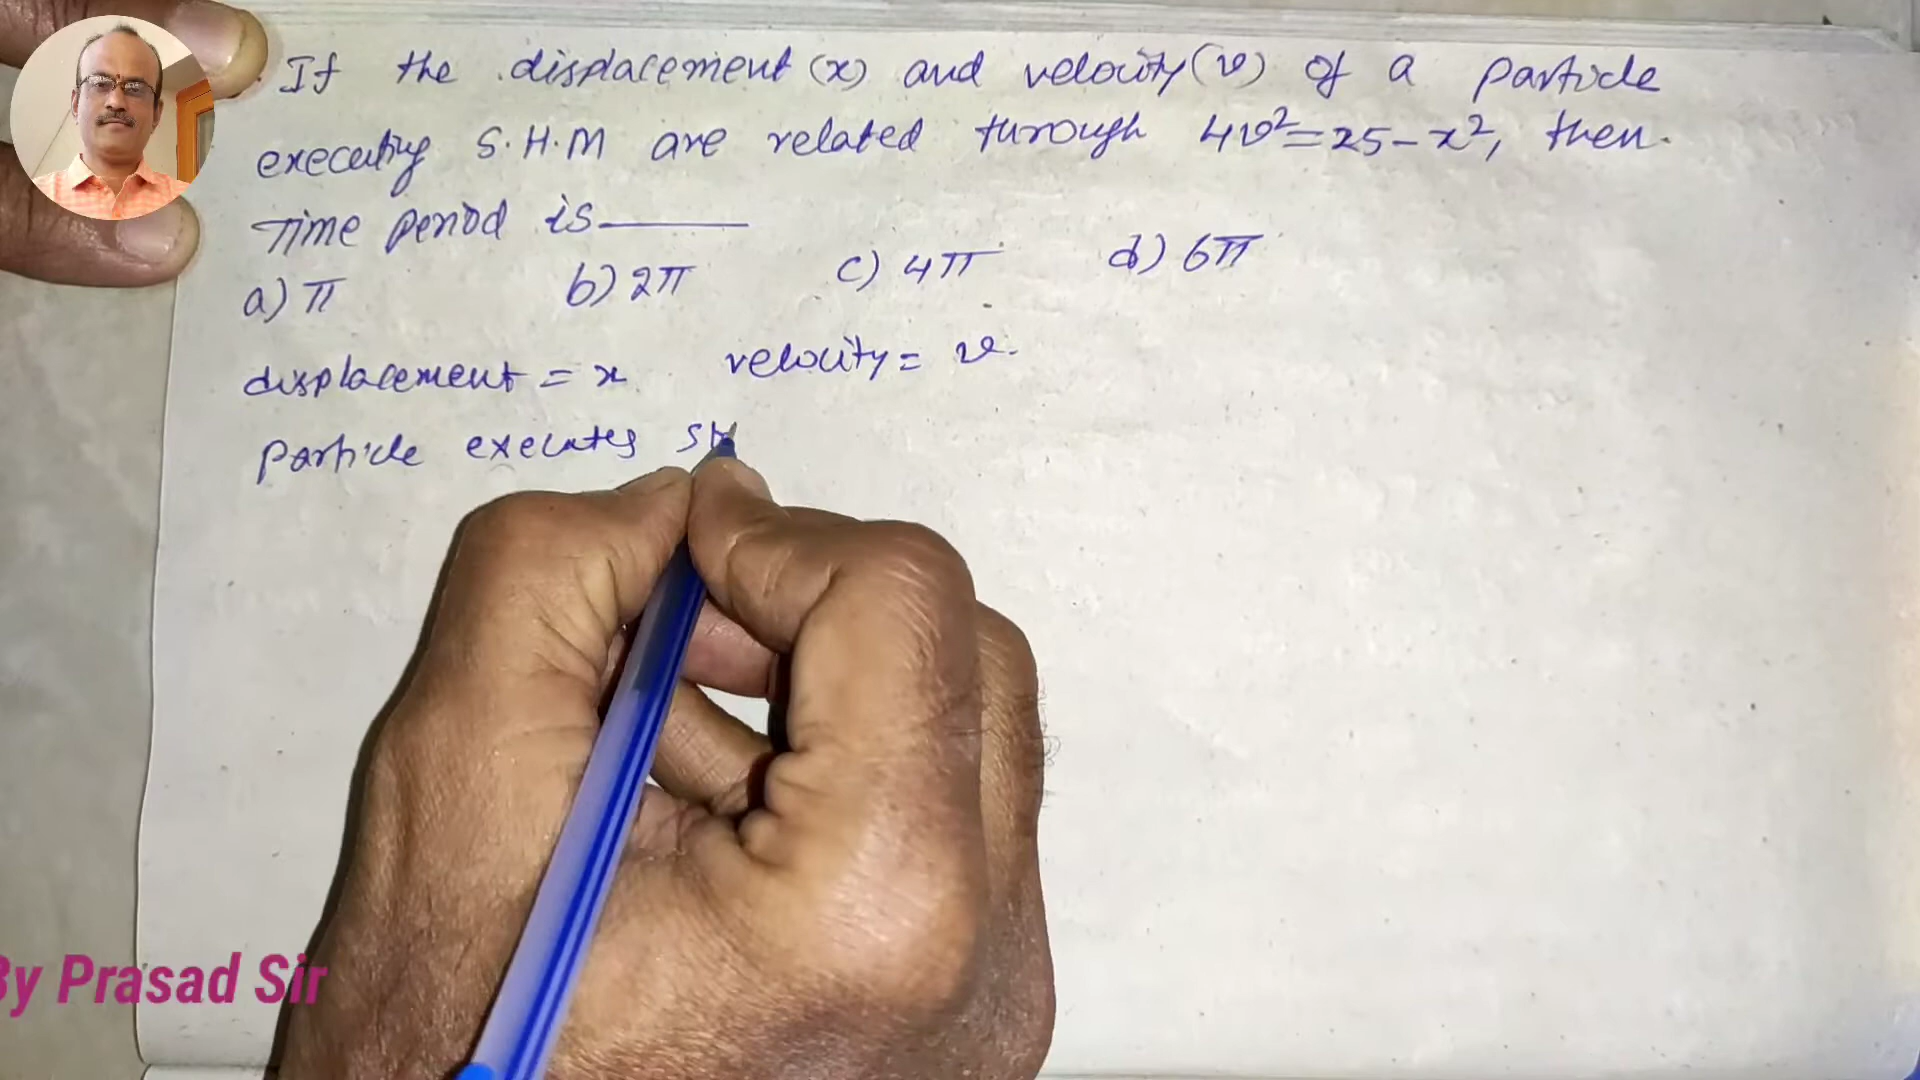 If the displacement (x) and velocity (v) of a particle
executing S.H.M are related through 4v²=25-x², then.
Time period is______
a) π b) 2π c) 4π d) 6π
displacement = x velocity = v.
Particle executes SH
By Prasad Sir